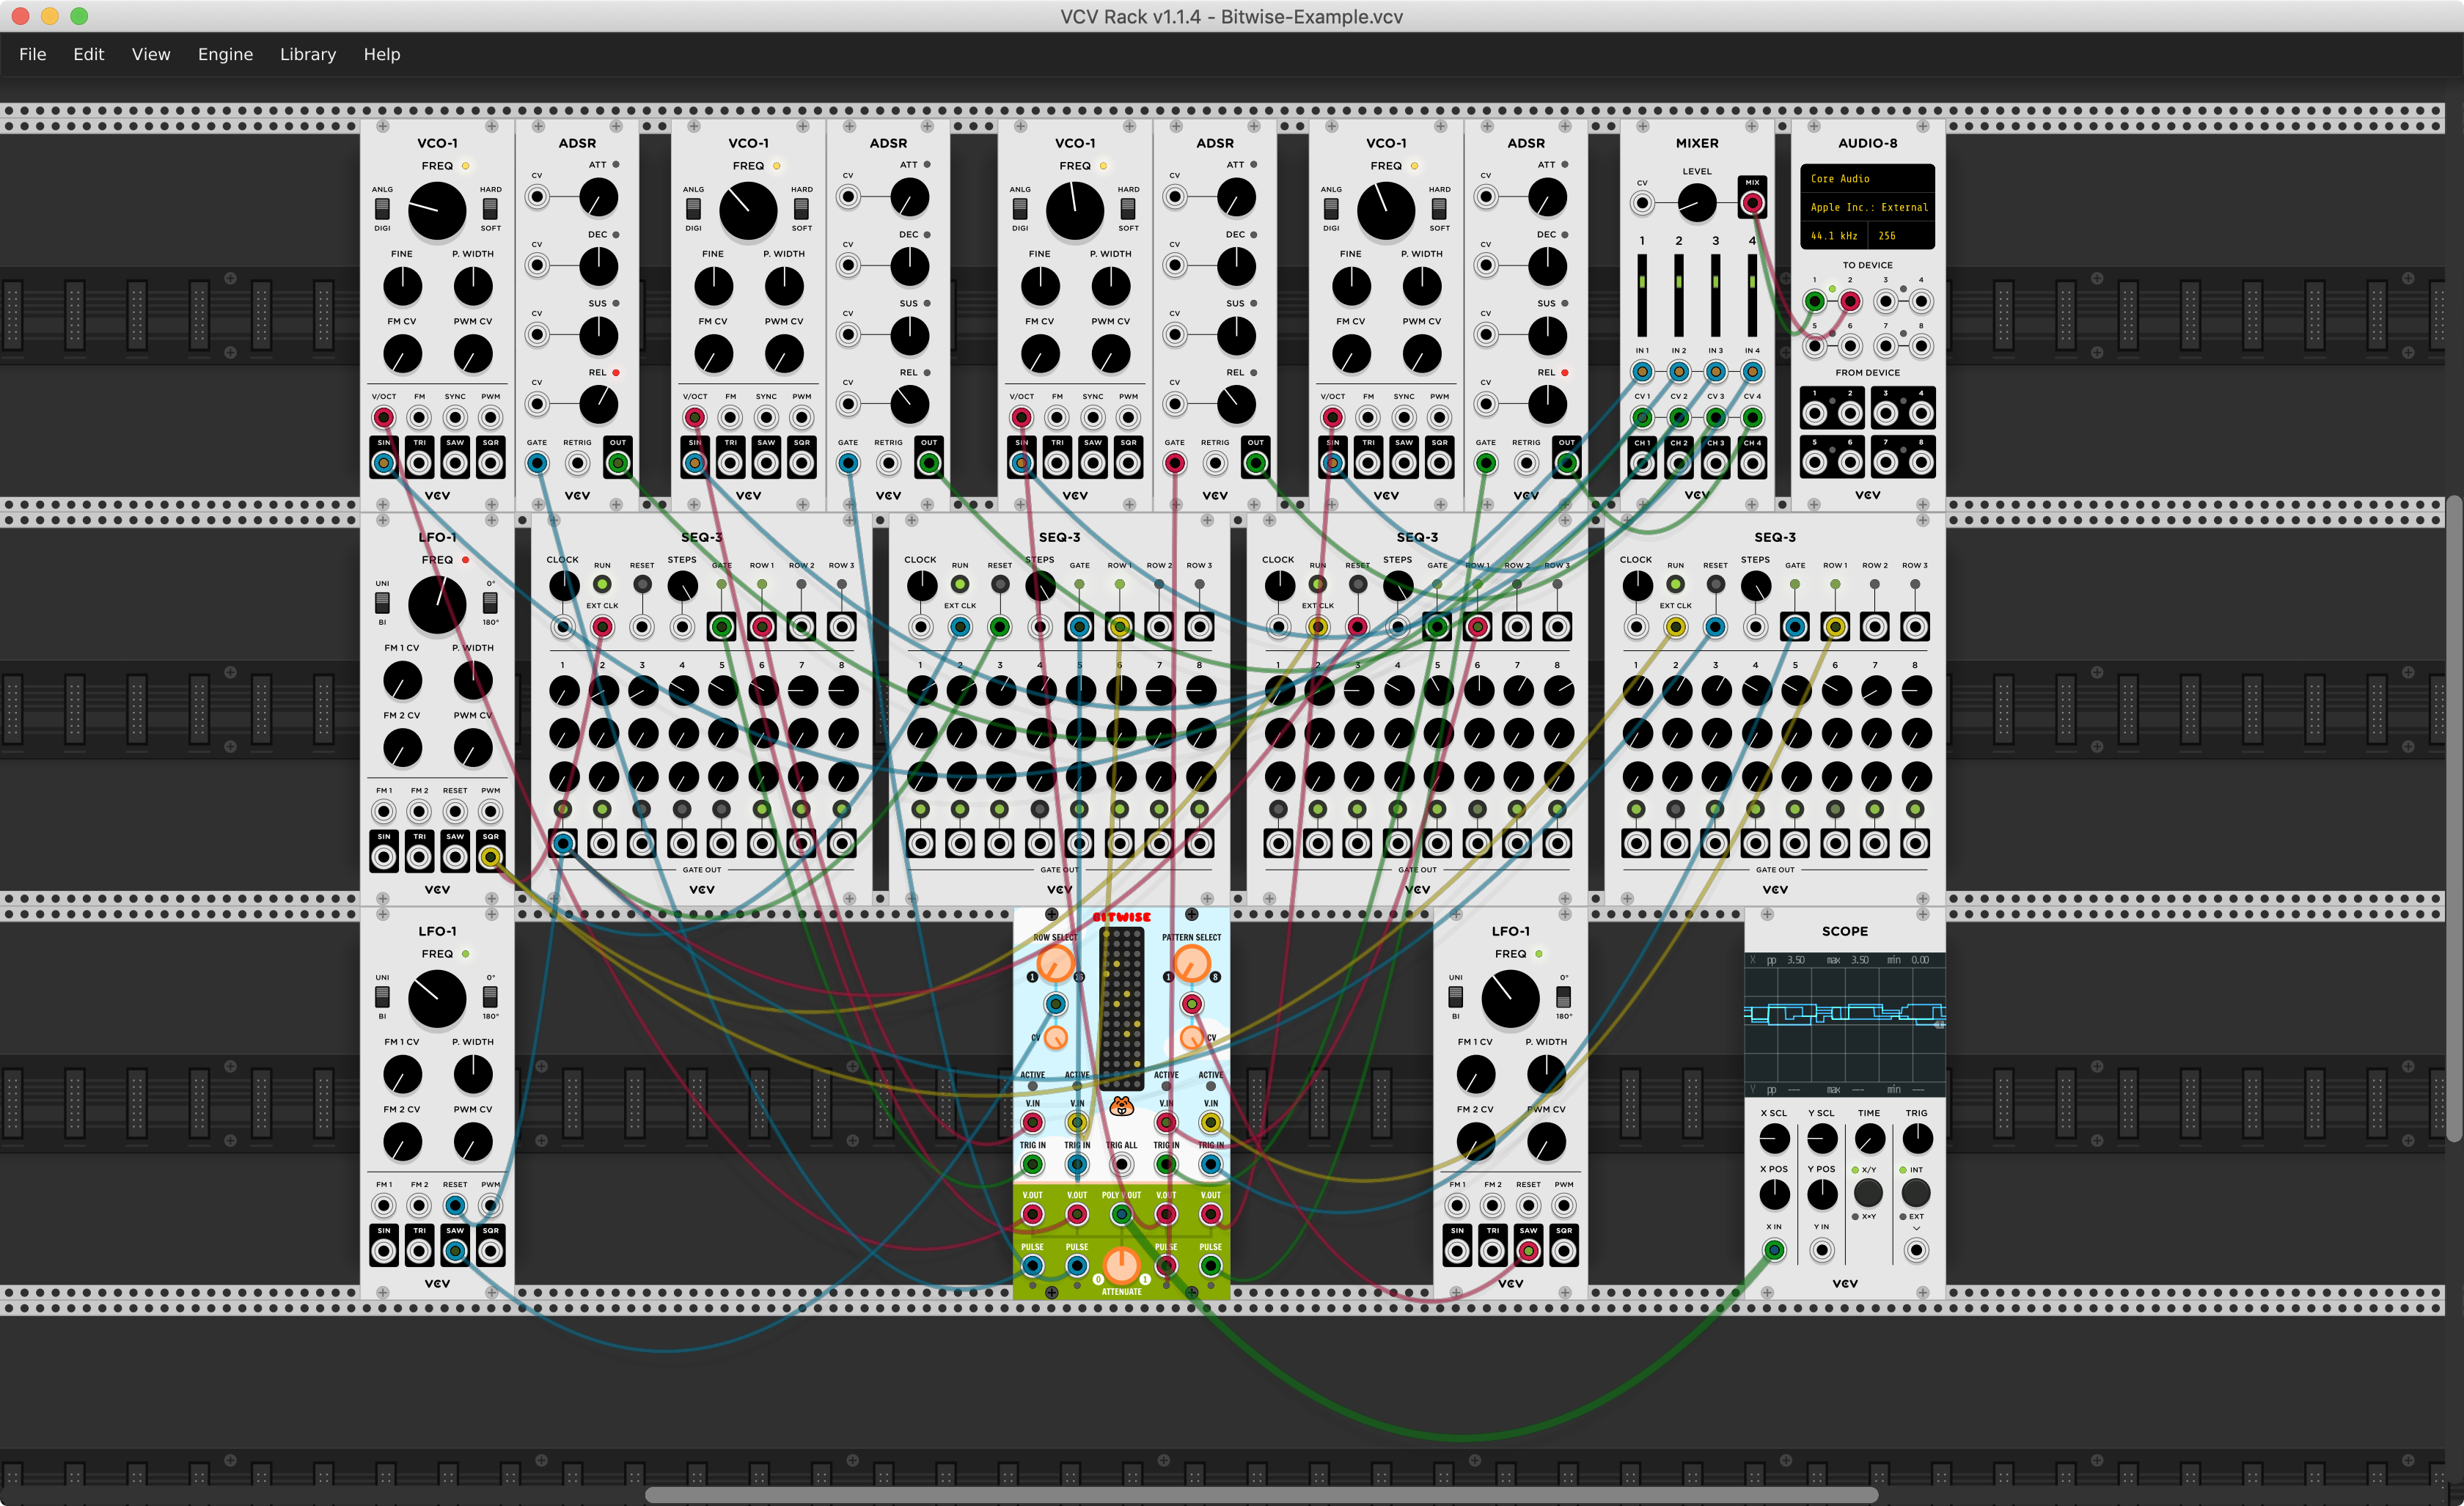 VCV Rack v1.1.4 - Bitwise-Example.vcv
File Edit View Engine Library Help
VCO-1 ADSR VCO-1 ADSR VCO-1 ADSR VCO-1 ADSR MIXER AUDIO-8
FREQ ATT FREQ ATT FREQ ATT FREQ ATT LEVEL Core Audio
ANLG HARD CV ANLG HARD CV ANLG HARD CV ANLG HARD CV CV MIX Apple Inc.: External
DIGI SOFT DEC DIGI SOFT DEC DIGI SOFT DEC DIGI SOFT DEC 1 2 3 4 44.1 kHz 256
FINE P. WIDTH CV FINE P. WIDTH CV FINE P. WIDTH CV FINE P. WIDTH CV TO DEVICE
1 2 3 4
SUS SUS SUS SUS
FM CV PWM CV CV FM CV PWM CV CV FM CV PWM CV CV FM CV PWM CV CV 5 6 7 8
REL REL REL REL IN 1 IN 2 IN 3 IN 4 FROM DEVICE
V/OCT FM SYNC PWM CV V/OCT FM SYNC PWM CV V/OCT FM SYNC PWM CV V/OCT FM SYNC PWM CV CV 1 CV 2 CV 3 CV 4 1 2 3 4
SIN TRI SAW SQR GATE RETRIG OUT SIN TRI SAW SQR GATE RETRIG OUT SIN TRI SAW SQR GATE RETRIG OUT SIN TRI SAW SQR GATE RETRIG OUT CH 1 CH 2 CH 3 CH 4 5 6 7 8
VCV VCV VCV VCV VCV VCV VCV VCV VCV VCV
LFO-1 SEQ-3 SEQ-3 SEQ-3 SEQ-3
FREQ CLOCK RUN RESET STEPS GATE ROW 1 ROW 2 ROW 3 CLOCK RUN RESET STEPS GATE ROW 1 ROW 2 ROW 3 CLOCK RUN RESET STEPS GATE ROW 1 ROW 2 ROW 3 CLOCK RUN RESET STEPS GATE ROW 1 ROW 2 ROW 3
UNI 0°
BI 180° EXT CLK EXT CLK EXT CLK EXT CLK
FM 1 CV P. WIDTH 1 2 3 4 5 6 7 8 1 2 3 4 5 6 7 8 1 2 3 4 5 6 7 8 1 2 3 4 5 6 7 8
FM 2 CV PWM CV
FM 1 FM 2 RESET PWM
SIN TRI SAW SQR GATE OUT GATE OUT GATE OUT GATE OUT
VCV VCV VCV VCV VCV
LFO-1 BITWISE LFO-1 SCOPE
FREQ ROW SELECT PATTERN SELECT FREQ X pp 3.50 max 3.50 min 0.00
UNI 0° 1 1 8 UNI 0°
BI 180° BI 180°
FM 1 CV P. WIDTH CV CV FM 1 CV P. WIDTH
ACTIVE ACTIVE ACTIVE ACTIVE Y pp --- max --- min ---
FM 2 CV PWM CV V.IN V.IN V.IN V.IN FM 2 CV PWM CV X SCL Y SCL TIME TRIG
TRIG IN TRIG IN TRIG ALL TRIG IN TRIG IN X POS Y POS X/Y INT
FM 1 FM 2 RESET PWM V.OUT V.OUT POLY V.OUT V.OUT V.OUT FM 1 FM 2 RESET PWM X×Y EXT
SIN TRI SAW SQR PULSE PULSE PULSE PULSE SIN TRI SAW SQR X IN Y IN
0 1
VCV ATTENUATE VCV VCV